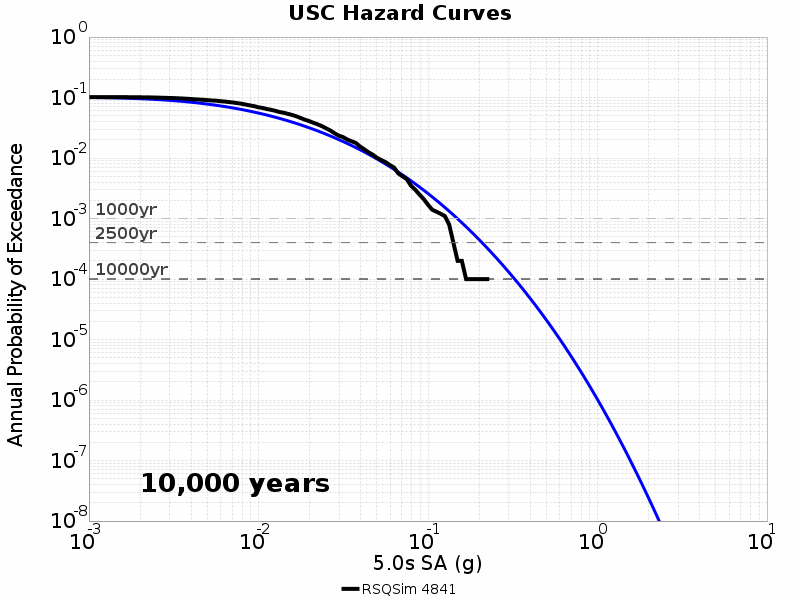 USC Hazard Curves
10⁰
10⁻¹
10⁻²
10⁻³
10⁻⁴
10⁻⁵
10⁻⁶
10⁻⁷
10⁻⁸
Annual Probability of Exceedance
1000yr
2500yr
10000yr
10,000 years
10⁻³ 10⁻² 10⁻¹ 10⁰ 10¹
5.0s SA (g)
RSQSim 4841